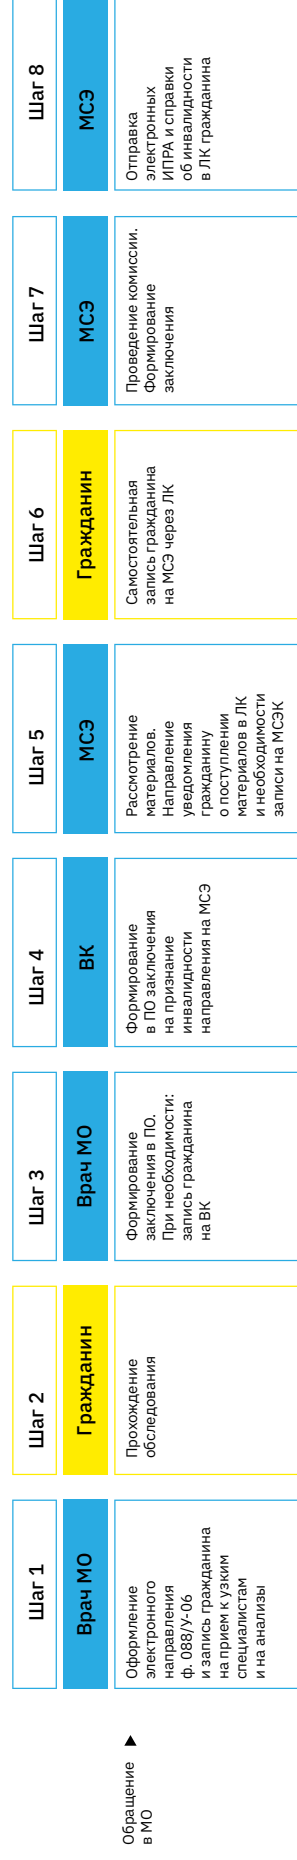 Обращение
в МО
Шаг 1
Врач МО
Оформление
электронного
направления
ф. 088/У-06
и запись гражданина
на прием к узким
специалистам
и на анализы
Шаг 2
Гражданин
Прохождение
обследования
Шаг 3
Врач МО
Формирование
заключения в ПО.
При необходимости:
запись гражданина
на ВК
Шаг 4
ВК
Формирование
в ПО заключения
на признание
инвалидности
направления на МСЭ
Шаг 5
МСЭ
Рассмотрение
материалов.
Направление
уведомления
гражданину
о поступлении
материалов в ЛК
и необходимости
записи на МСЭК
Шаг 6
Гражданин
Самостоятельная
запись гражданина
на МСЭ через ЛК
Шаг 7
МСЭ
Проведение комиссии.
Формирование
заключения
Шаг 8
МСЭ
Отправка
электронных
ИПРА и справки
об инвалидности
в ЛК гражданина